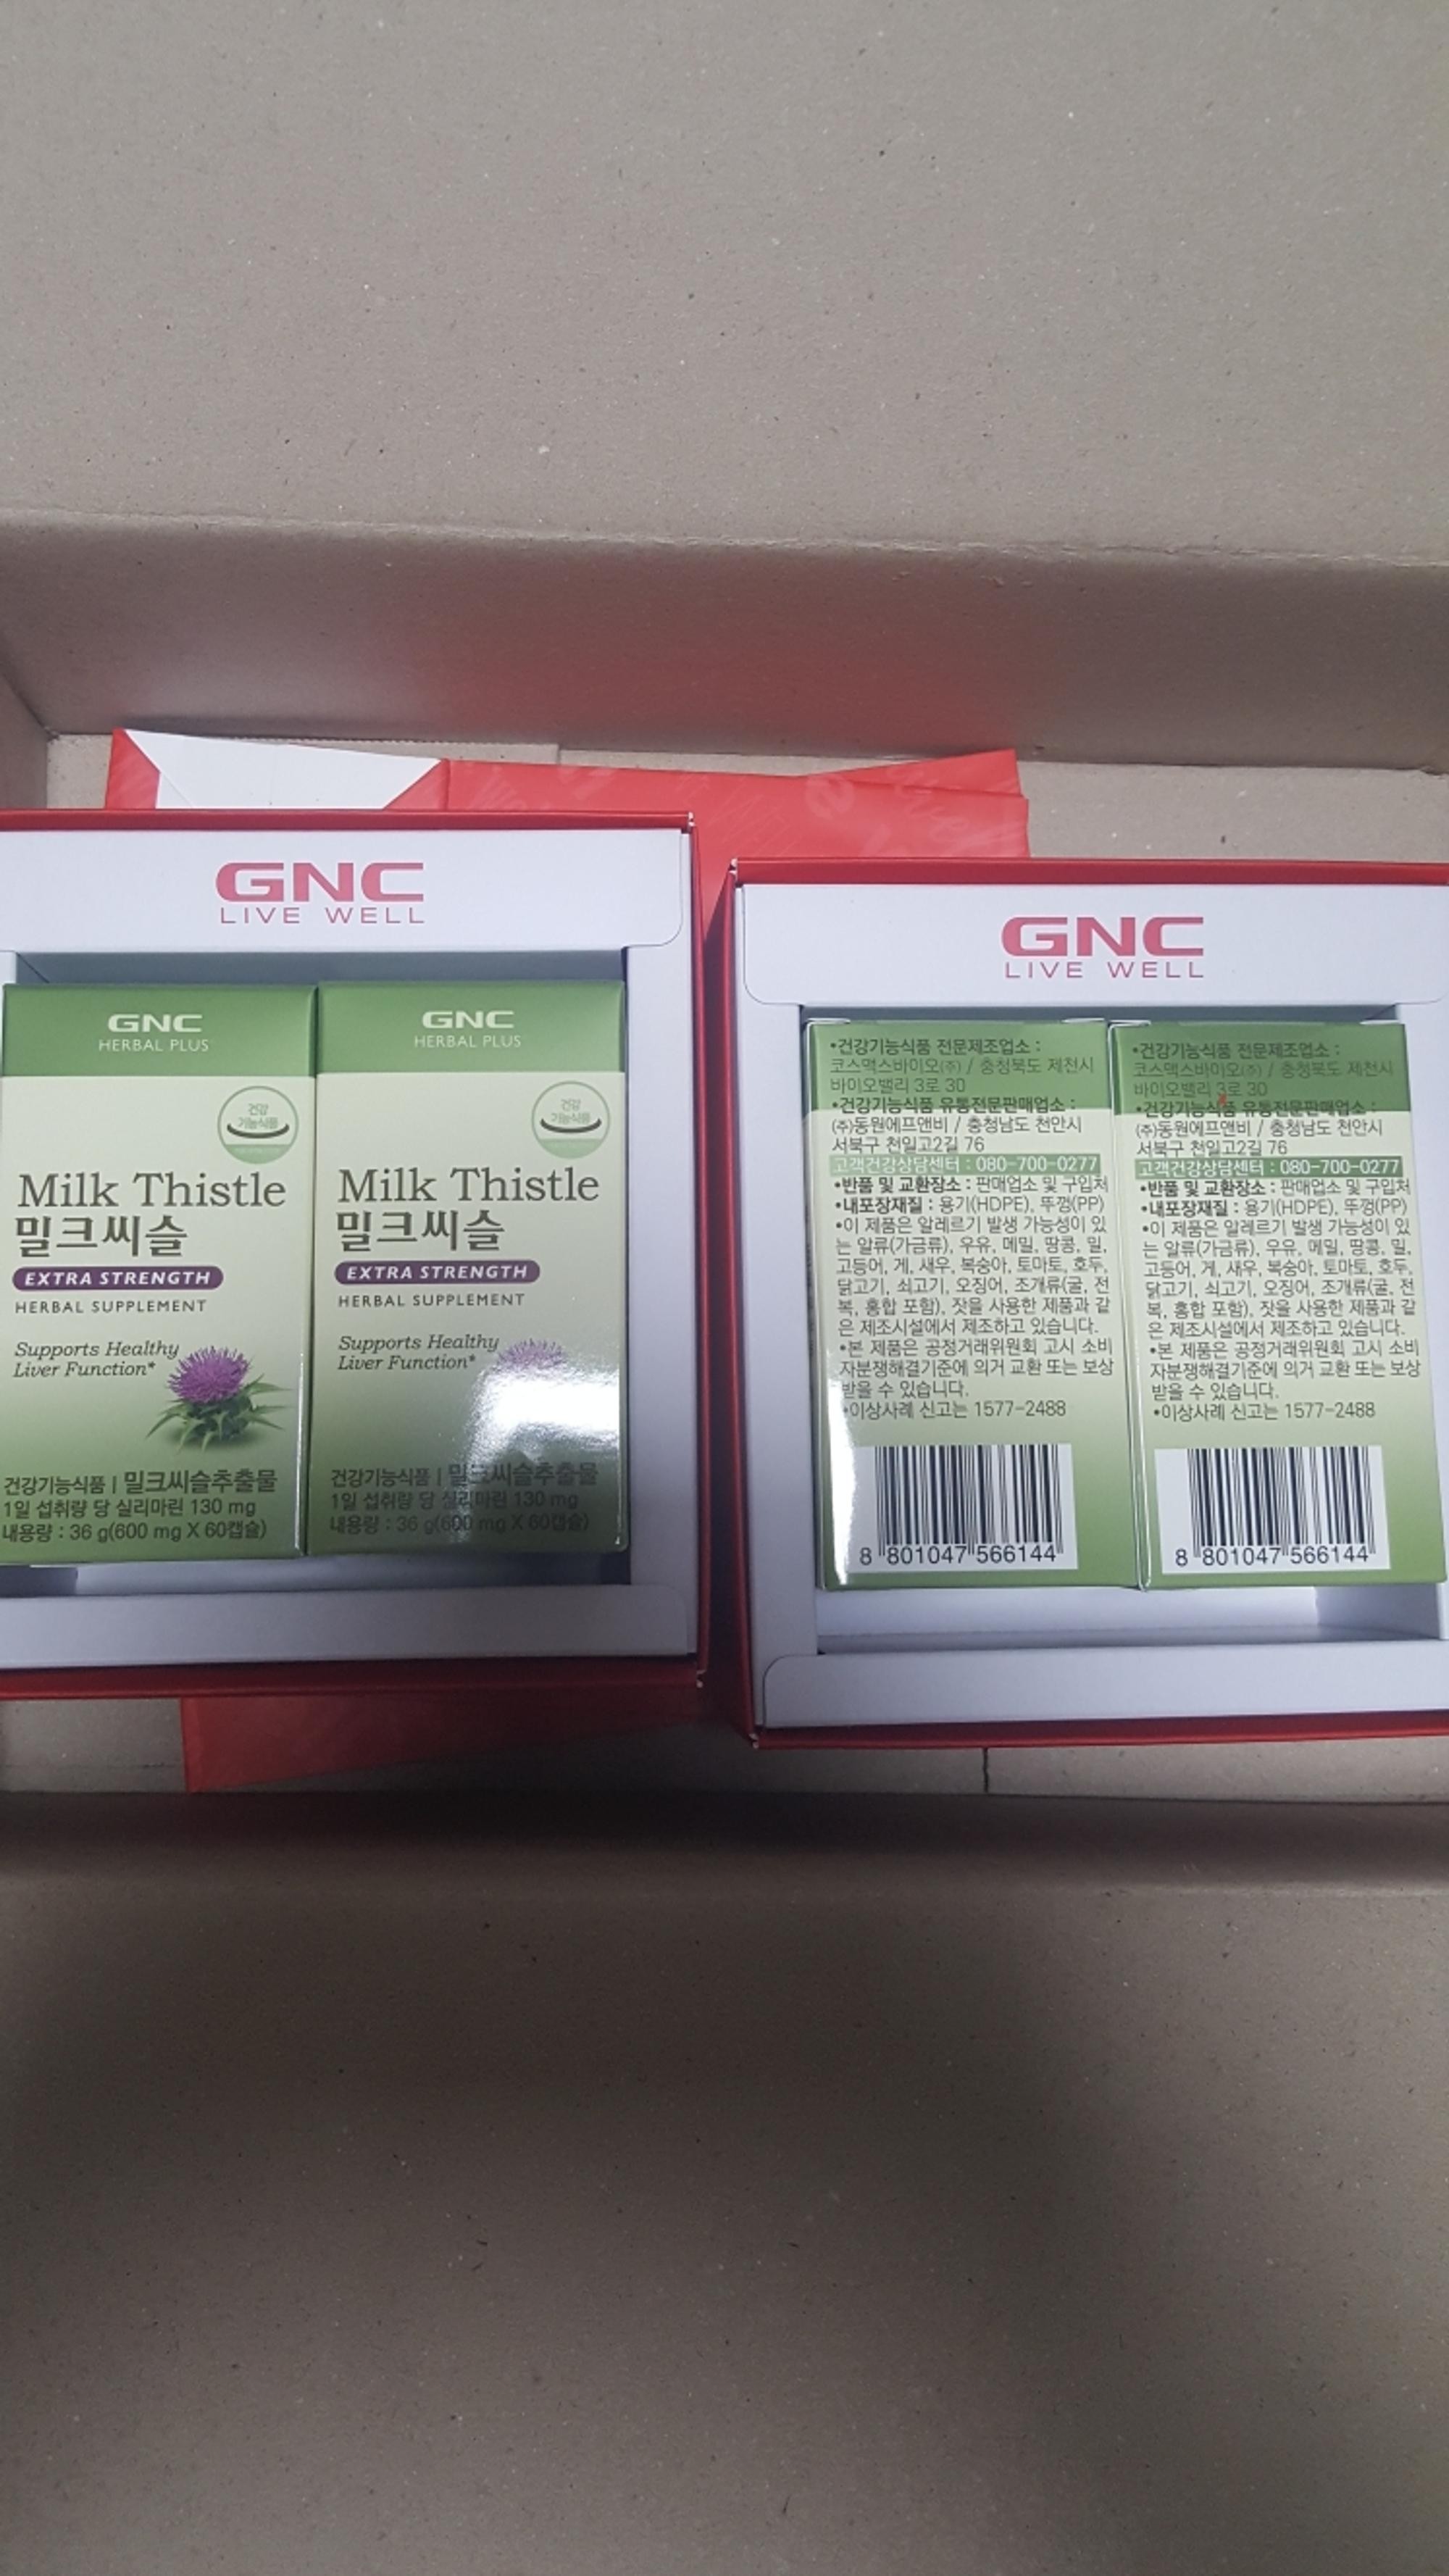 GNC
LIVE WELL
GNC
HERBAL PLUS
건강
기능식품
Milk Thistle
밀크씨슬
EXTRA STRENGTH
HERBAL SUPPLEMENT
Supports Healthy
Liver Function*
건강기능식품 | 밀크씨슬추출물
1일 섭취량 당 실리마린 130 mg
내용량 : 36 g(600 mg X 60캡슐)
GNC
HERBAL PLUS
건강
기능식품
Milk Thistle
밀크씨슬
EXTRA STRENGTH
HERBAL SUPPLEMENT
Supports Healthy
Liver Function*
건강기능식품 | 밀크씨슬추출물
1일 섭취량 당 실리마린 130 mg
내용량 : 36 g(600 mg X 60캡슐)
GNC
LIVE WELL
•건강기능식품 전문제조업소 :
코스맥스바이오(주) / 충청북도 제천시
바이오밸리 3로 30
•건강기능식품 유통전문판매업소 :
(주)동원에프앤비 / 충청남도 천안시
서북구 천일고2길 76
고객건강상담센터 : 080-700-0277
•반품 및 교환장소 : 판매업소 및 구입처
•내포장재질 : 용기(HDPE), 뚜껑(PP)
•이 제품은 알레르기 발생 가능성이 있
는 알류(가금류), 우유, 메밀, 땅콩, 밀,
고등어, 게, 새우, 복숭아, 토마토, 호두,
닭고기, 쇠고기, 오징어, 조개류(굴, 전
복, 홍합 포함), 잣을 사용한 제품과 같
은 제조시설에서 제조하고 있습니다.
•본 제품은 공정거래위원회 고시 소비
자분쟁해결기준에 의거 교환 또는 보상
받을 수 있습니다.
•이상사례 신고는 1577-2488
8 801047 566144
•건강기능식품 전문제조업소 :
코스맥스바이오(주) / 충청북도 제천시
바이오밸리 3로 30
•건강기능식품 유통전문판매업소 :
(주)동원에프앤비 / 충청남도 천안시
서북구 천일고2길 76
고객건강상담센터 : 080-700-0277
•반품 및 교환장소 : 판매업소 및 구입처
•내포장재질 : 용기(HDPE), 뚜껑(PP)
•이 제품은 알레르기 발생 가능성이 있
는 알류(가금류), 우유, 메밀, 땅콩, 밀,
고등어, 게, 새우, 복숭아, 토마토, 호두,
닭고기, 쇠고기, 오징어, 조개류(굴, 전
복, 홍합 포함), 잣을 사용한 제품과 같
은 제조시설에서 제조하고 있습니다.
•본 제품은 공정거래위원회 고시 소비
자분쟁해결기준에 의거 교환 또는 보상
받을 수 있습니다.
•이상사례 신고는 1577-2488
8 801047 566144